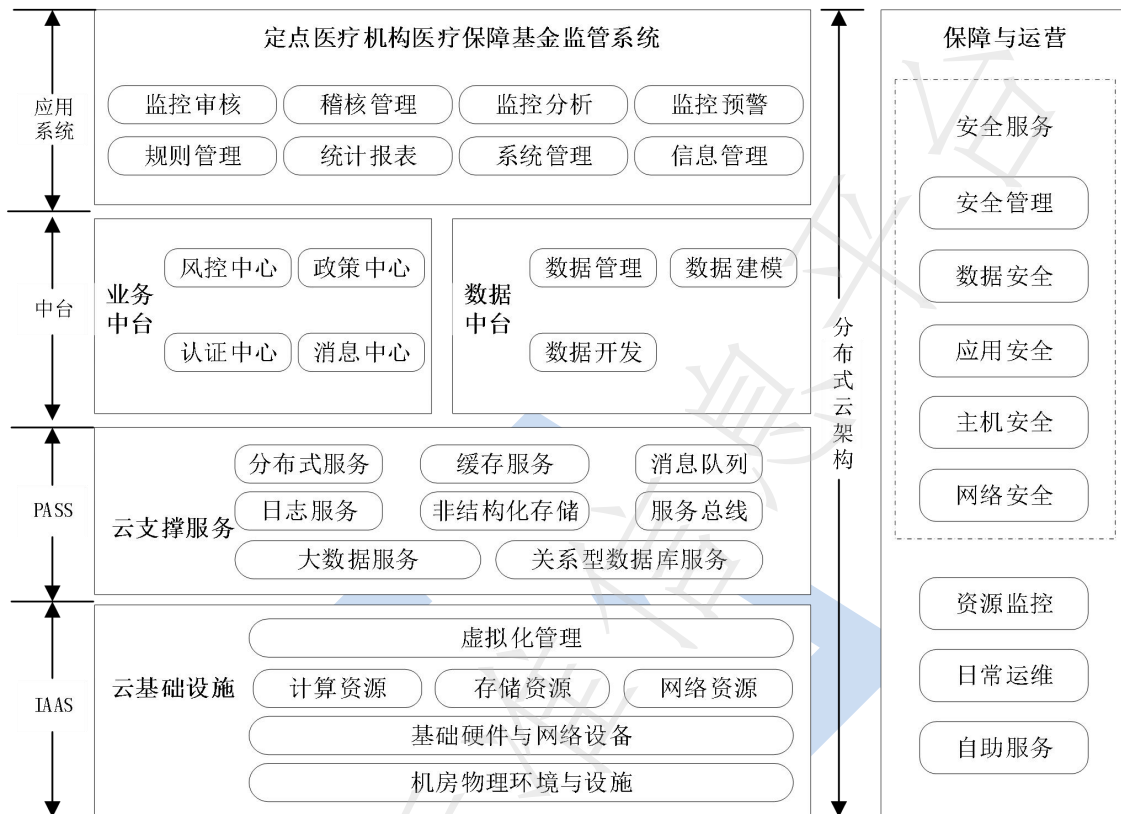 定点医疗机构医疗保障基金监管系统
应用
系统
监控审核
稽核管理
监控分析
监控预警
规则管理
统计报表
系统管理
信息管理
中台
业务
中台
风控中心
政策中心
认证中心
消息中心
数据
中台
数据管理
数据建模
数据开发
PASS
云支撑服务
分布式服务
缓存服务
消息队列
日志服务
非结构化存储
服务总线
大数据服务
关系型数据库服务
IAAS
云基础设施
虚拟化管理
计算资源
存储资源
网络资源
基础硬件与网络设备
机房物理环境与设施
分布式云架构
保障与运营
安全服务
安全管理
数据安全
应用安全
主机安全
网络安全
资源监控
日常运维
自助服务